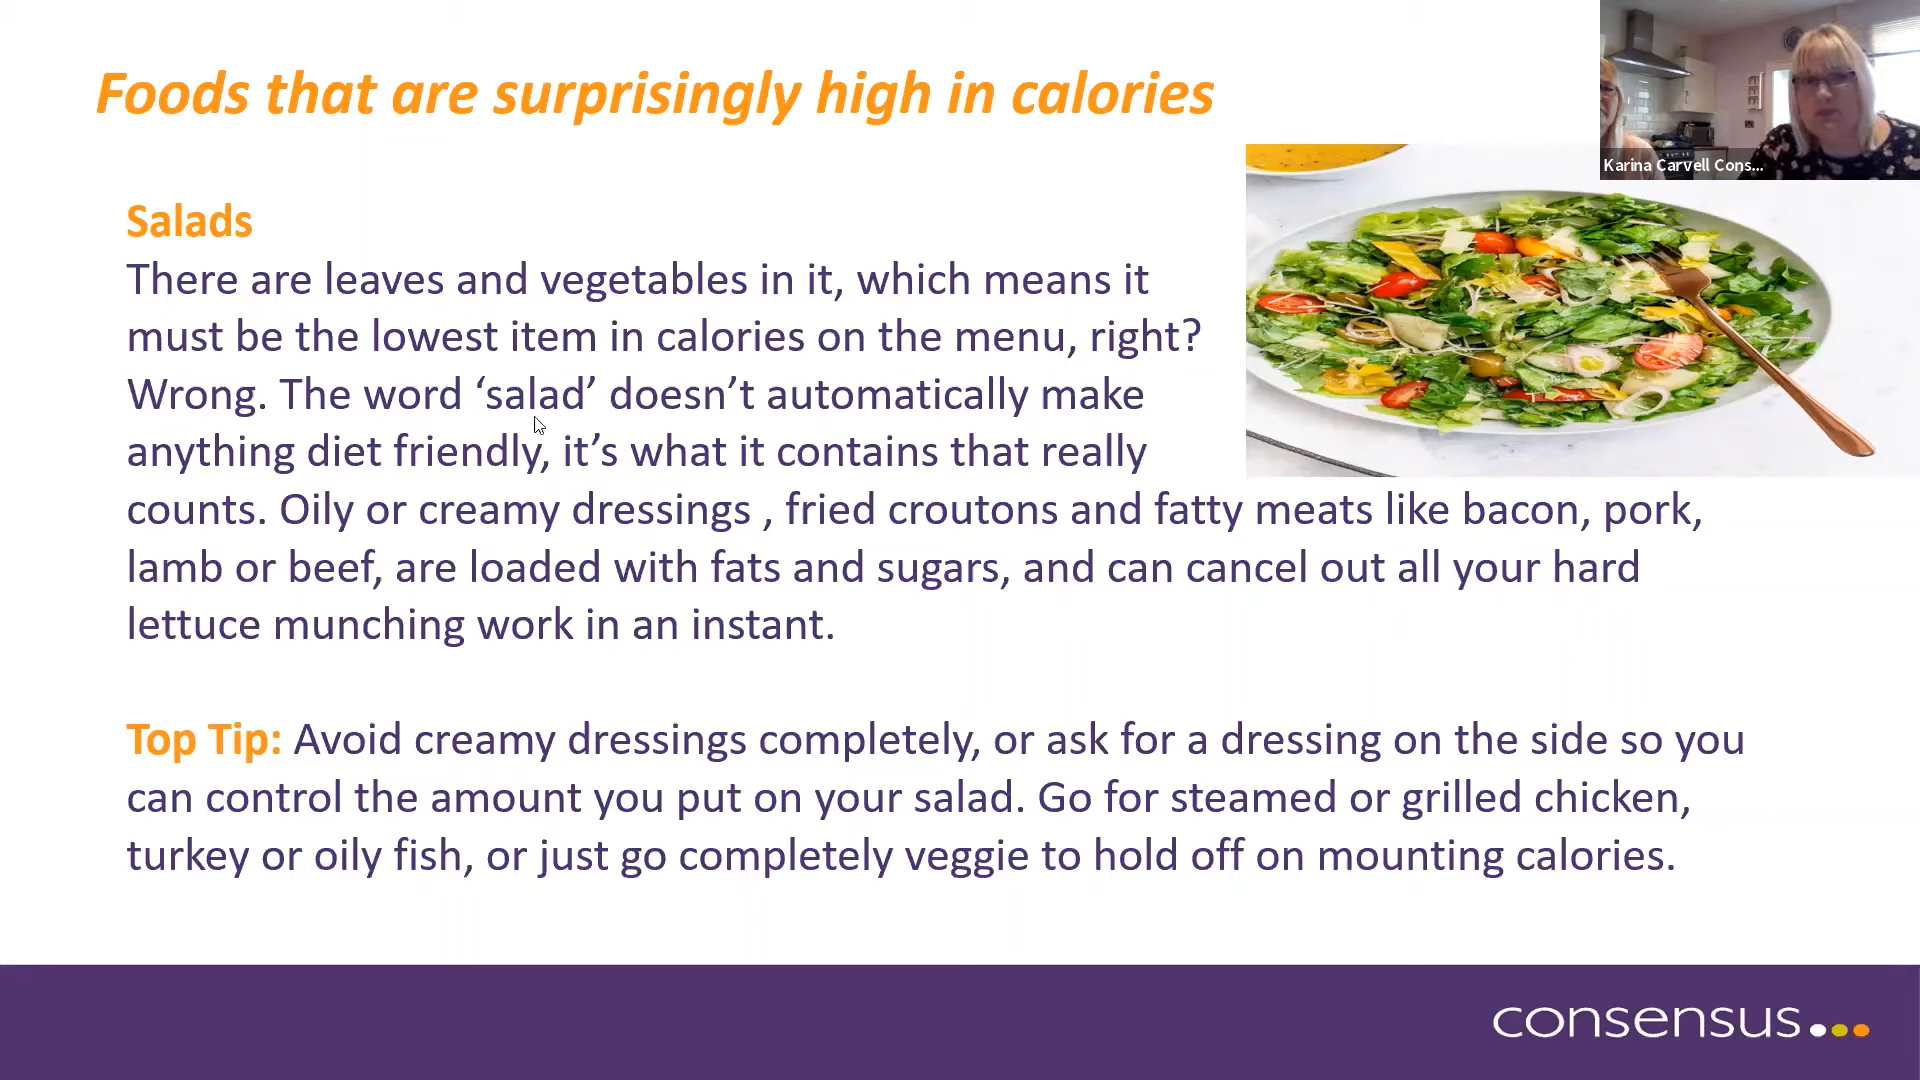 Foods that are surprisingly high in calories
Karina Carvell Cons...
Salads
There are leaves and vegetables in it, which means it
must be the lowest item in calories on the menu, right?
Wrong. The word ‘salad’ doesn’t automatically make
anything diet friendly, it’s what it contains that really
counts. Oily or creamy dressings , fried croutons and fatty meats like bacon, pork,
lamb or beef, are loaded with fats and sugars, and can cancel out all your hard
lettuce munching work in an instant.
Top Tip: Avoid creamy dressings completely, or ask for a dressing on the side so you
can control the amount you put on your salad. Go for steamed or grilled chicken,
turkey or oily fish, or just go completely veggie to hold off on mounting calories.
consensus...